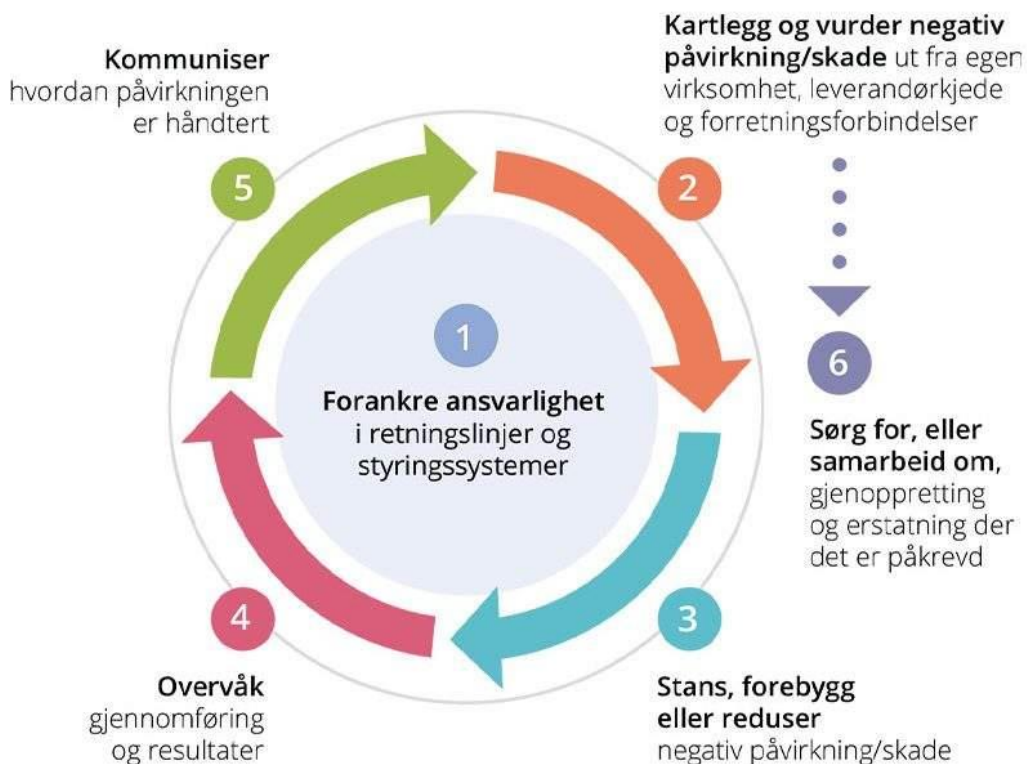 1
Forankre ansvarlighet
i retningslinjer og
styringssystemer
Kartlegg og vurder negativ
påvirkning/skade ut fra egen
virksomhet, leverandørkjede
og forretningsforbindelser
2
3
Stans, forebygg
eller reduser
negativ påvirkning/skade
4
Overvåk
gjennomføring
og resultater
Kommuniser
hvordan påvirkningen
er håndtert
5
6
Sørg for, eller
samarbeid om,
gjenoppretting
og erstatning der
det er påkrevd